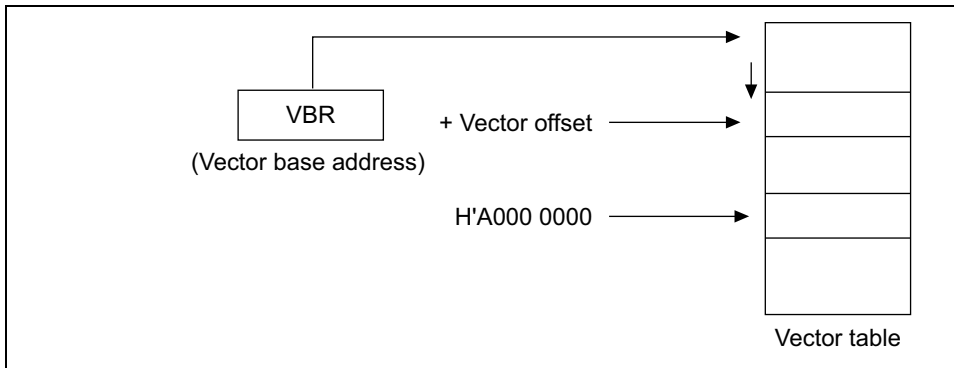 VBR
(Vector base address)
+ Vector offset
H'A000 0000
Vector table